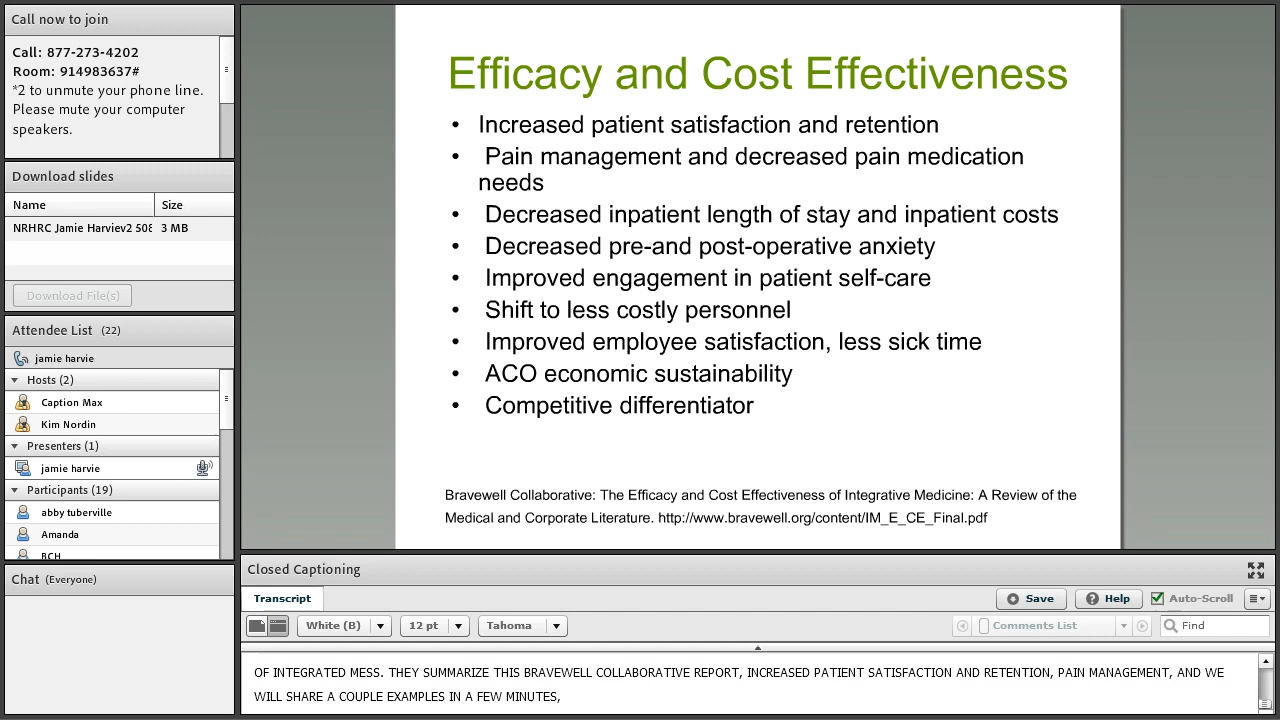 Call now to join
Call: 877-273-4202
Room: 914983637#
*2 to unmute your phone line.
Please mute your computer
speakers.
Download slides
Name Size
NRHRC Jamie Harviev2 508 3 MB
Download File(s)
Attendee List (22)
jamie harvie
Hosts (2)
Caption Max
Kim Nordin
Presenters (1)
jamie harvie
Participants (19)
abby tuberville
Amanda
BCH
Chat (Everyone)
Efficacy and Cost Effectiveness
• Increased patient satisfaction and retention
• Pain management and decreased pain medication
needs
• Decreased inpatient length of stay and inpatient costs
• Decreased pre-and post-operative anxiety
• Improved engagement in patient self-care
• Shift to less costly personnel
• Improved employee satisfaction, less sick time
• ACO economic sustainability
• Competitive differentiator
Bravewell Collaborative: The Efficacy and Cost Effectiveness of Integrative Medicine: A Review of the
Medical and Corporate Literature. http://www.bravewell.org/content/IM_E_CE_Final.pdf
Closed Captioning
Transcript Save Help Auto-Scroll
White (B) 12 pt Tahoma Comments List Find
OF INTEGRATED MESS. THEY SUMMARIZE THIS BRAVEWELL COLLABORATIVE REPORT, INCREASED PATIENT SATISFACTION AND RETENTION, PAIN MANAGEMENT, AND WE
WILL SHARE A COUPLE EXAMPLES IN A FEW MINUTES,